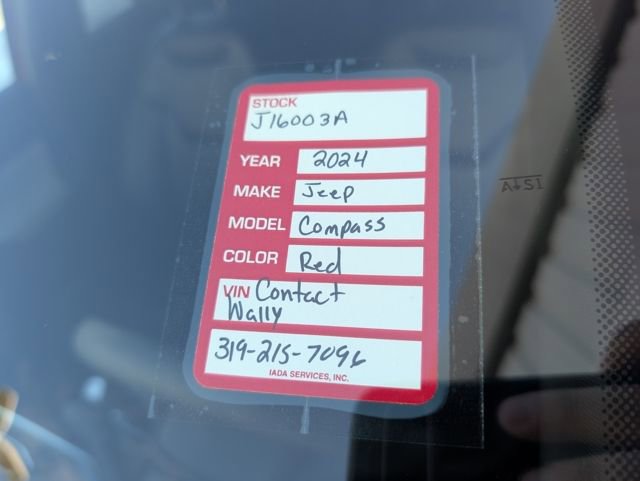 STOCK
J16003A
YEAR 2024
MAKE Jeep
MODEL Compass
COLOR Red
VIN Contact
Wally
319-215-7096
IADA SERVICES, INC.
AS1